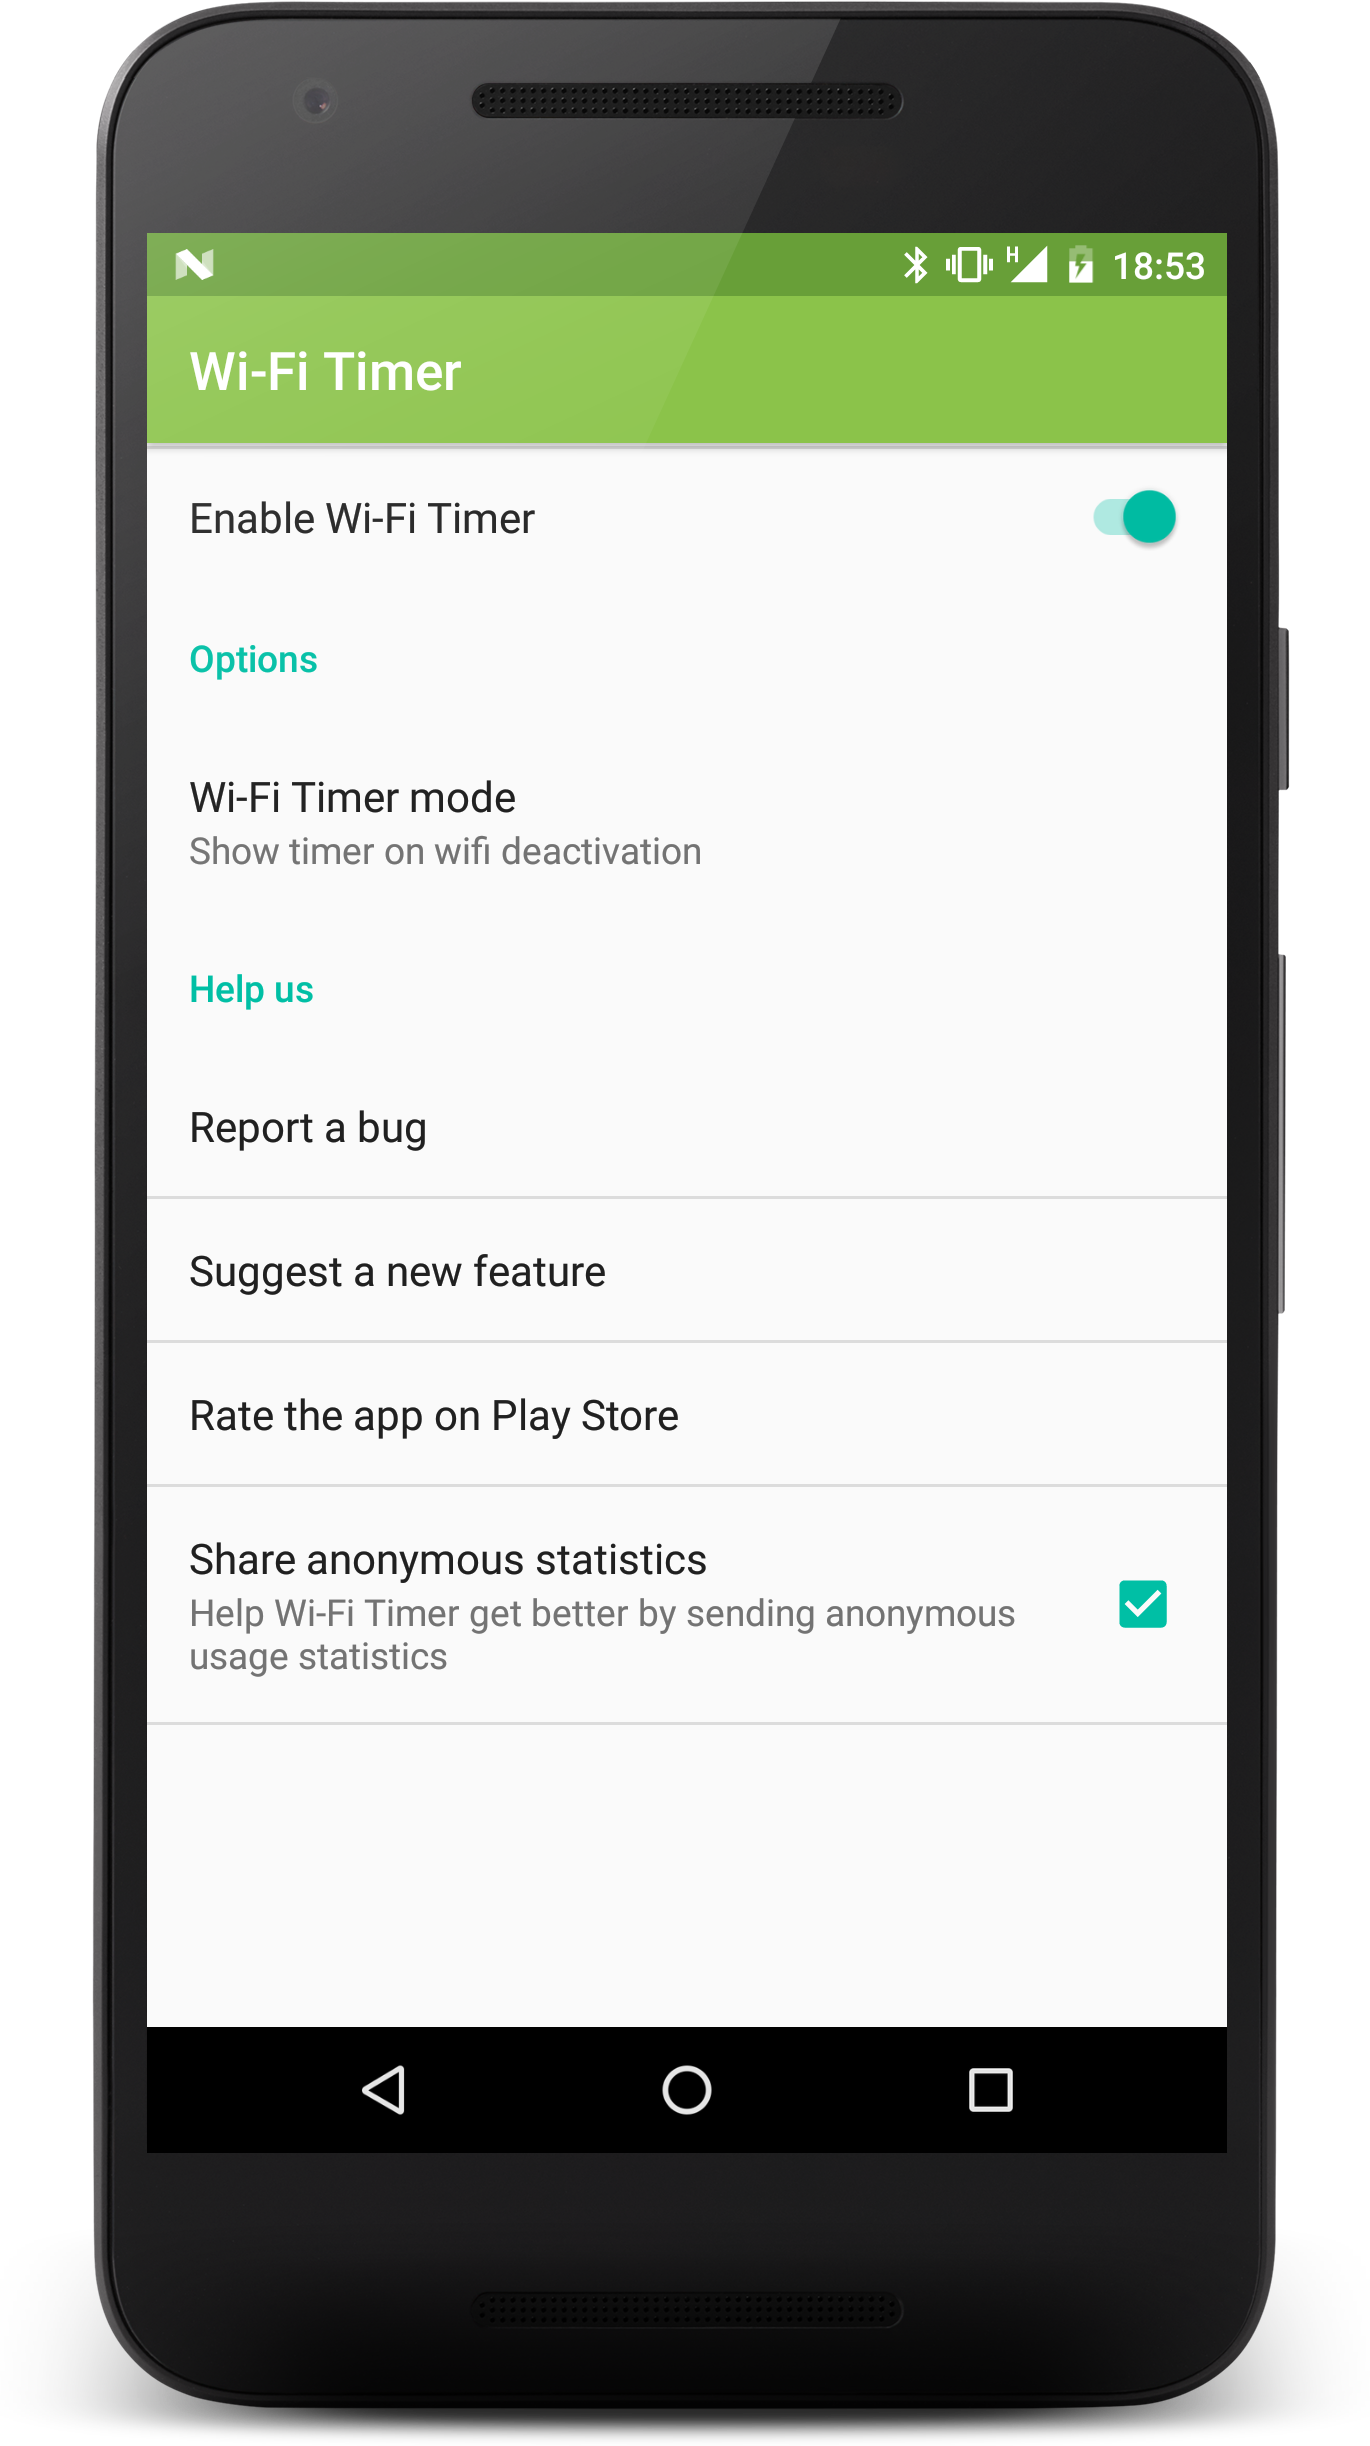 H 18:53
Wi-Fi Timer
Enable Wi-Fi Timer
Options
Wi-Fi Timer mode
Show timer on wifi deactivation
Help us
Report a bug
Suggest a new feature
Rate the app on Play Store
Share anonymous statistics
Help Wi-Fi Timer get better by sending anonymous
usage statistics